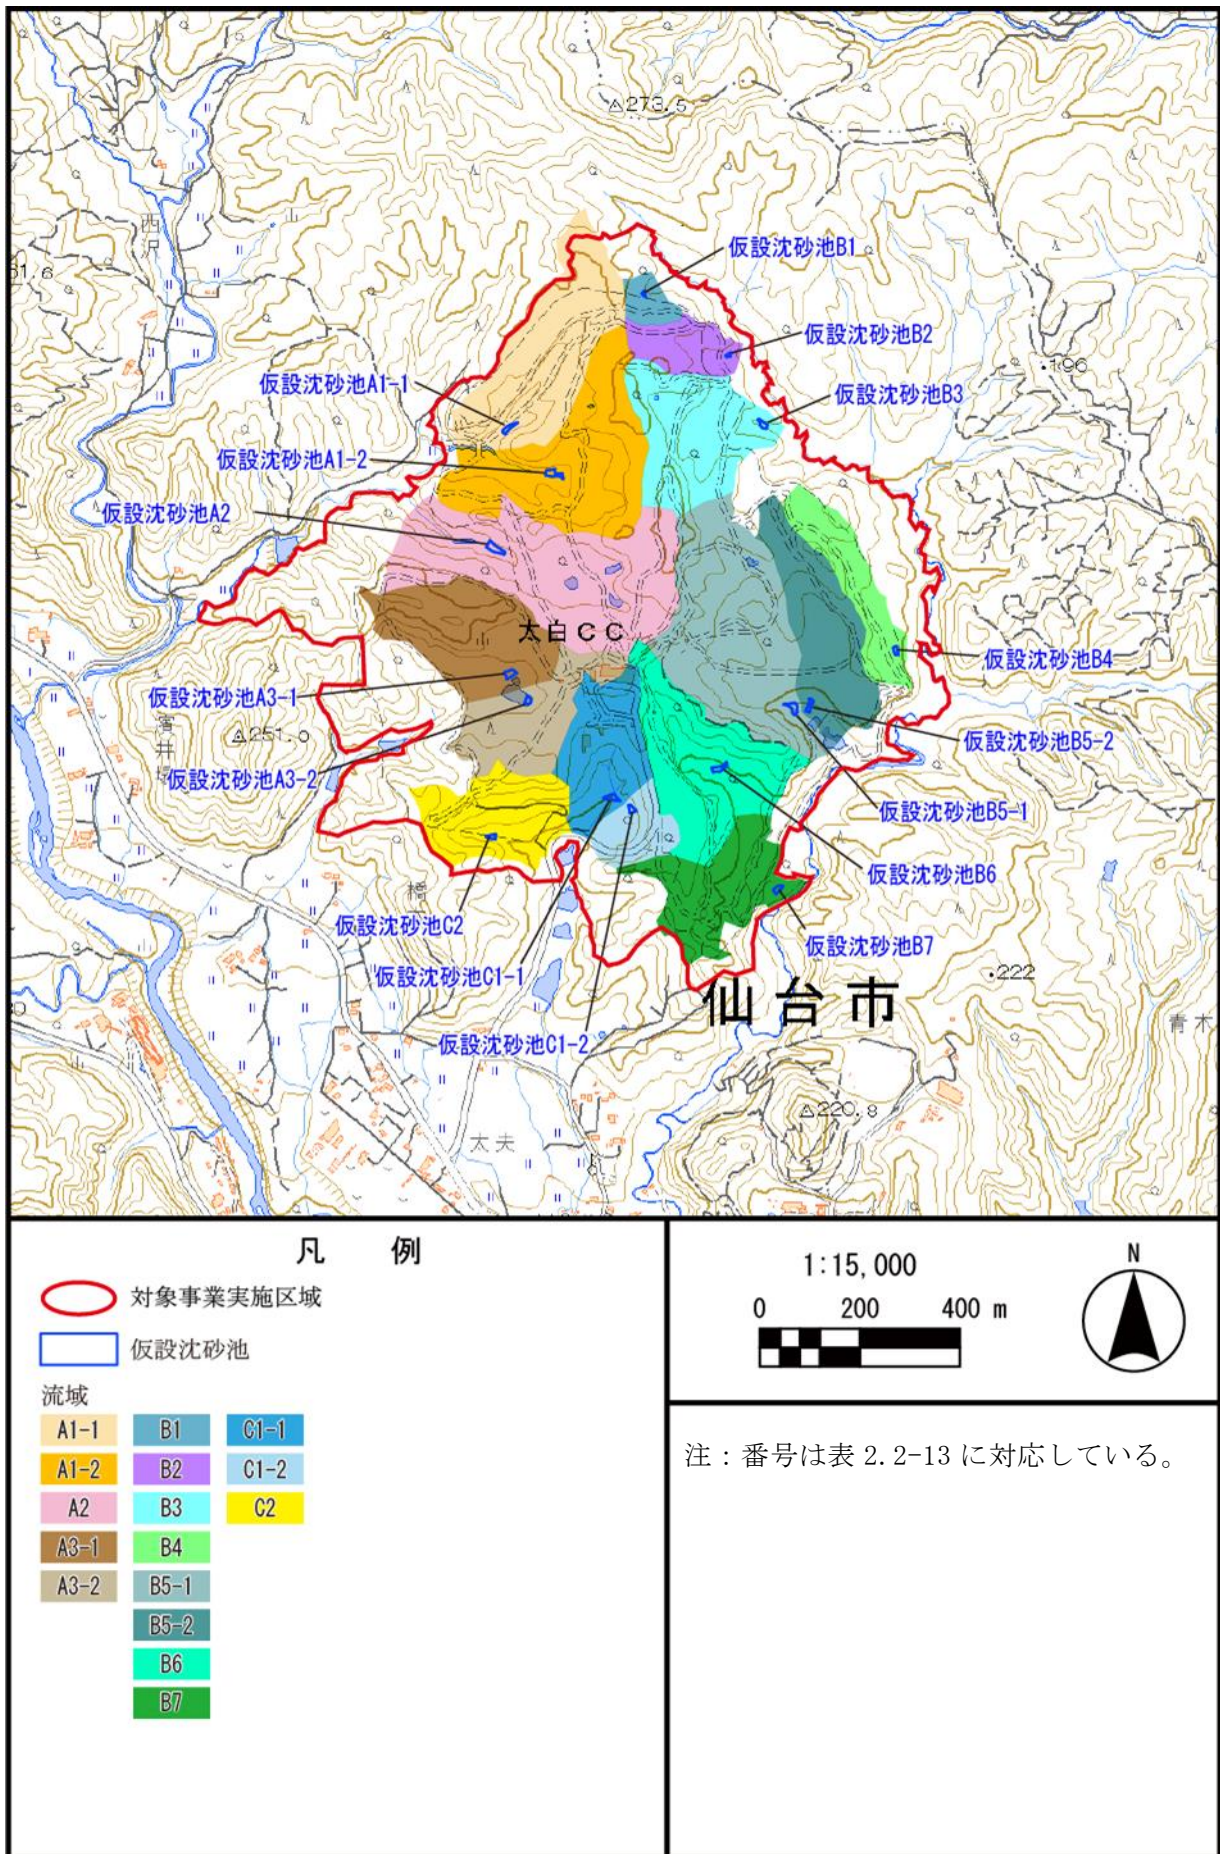 273.5
西沢
山
仮設沈砂池B1
仮設沈砂池B2
196
仮設沈砂池A1-1
仮設沈砂池B3
仮設沈砂池A1-2
仮設沈砂池A2
太白CC
仮設沈砂池B4
仮設沈砂池A3-1
251.0
仮設沈砂池B5-2
仮設沈砂池A3-2
仮設沈砂池B5-1
仮設沈砂池B6
橋
仮設沈砂池C2
仮設沈砂池B7
仮設沈砂池C1-1
222
仙台市
青木
仮設沈砂池C1-2
220.8
太夫
凡 例
対象事業実施区域
仮設沈砂池
流域
A1-1 B1 C1-1
A1-2 B2 C1-2
A2 B3 C2
A3-1 B4
A3-2 B5-1
B5-2
B6
B7
1:15,000
0 200 400 m
N
注：番号は表 2.2-13 に対応している。